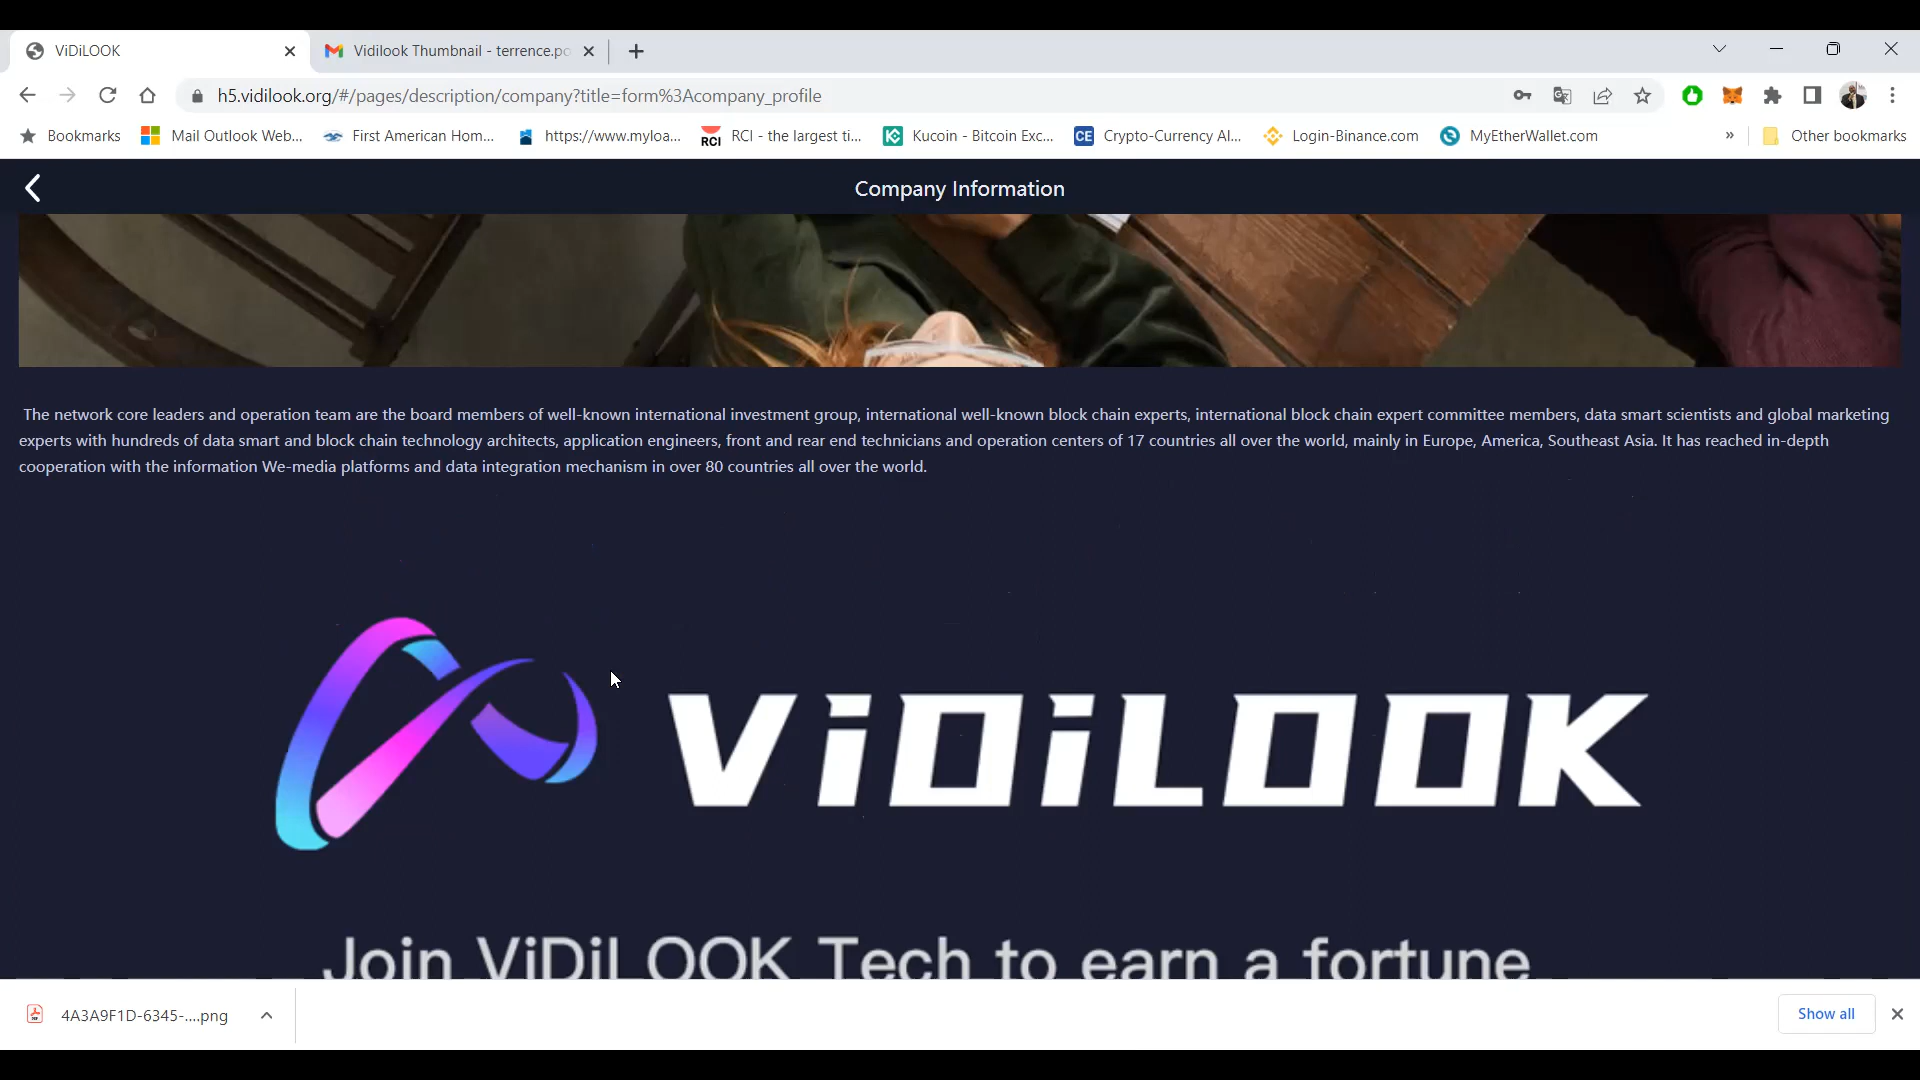 ViDiLOOK
Vidilook Thumbnail - terrence.po
h5.vidilook.org/#/pages/description/company?title=form%3Acompany_profile
Bookmarks Mail Outlook Web... First American Hom... https://www.myloa... RCI RCI - the largest ti... Kucoin - Bitcoin Exc... CE Crypto-Currency Al... Login-Binance.com MyEtherWallet.com » Other bookmarks
Company Information
The network core leaders and operation team are the board members of well-known international investment group, international well-known block chain experts, international block chain expert committee members, data smart scientists and global marketing
experts with hundreds of data smart and block chain technology architects, application engineers, front and rear end technicians and operation centers of 17 countries all over the world, mainly in Europe, America, Southeast Asia. It has reached in-depth
cooperation with the information We-media platforms and data integration mechanism in over 80 countries all over the world.
ViDiLOOK
Join ViDiLOOK Tech to earn a fortune
4A3A9F1D-6345-....png
Show all